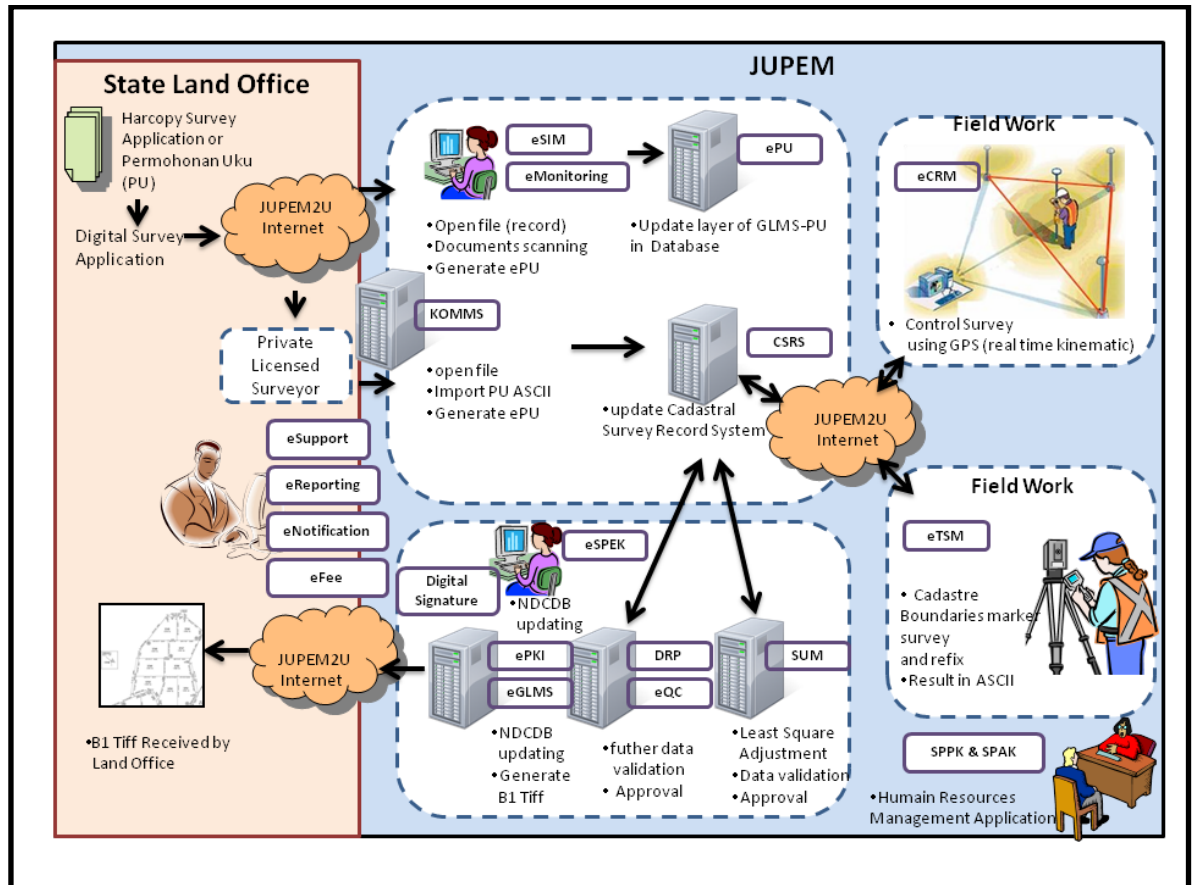 State Land Office
Harcopy Survey
Application or
Permohonan Uku
(PU)
Digital Survey
Application
JUPEM2U
Internet
Private
Licensed
Surveyor
eSupport
eReporting
eNotification
eFee
JUPEM2U
Internet
•B1 Tiff Received by
Land Office
JUPEM
eSIM
eMonitoring
•Open file (record)
•Documents scanning
•Generate ePU
ePU
•Update layer of GLMS-PU
in Database
KOMMS
•open file
•Import PU ASCII
•Generate ePU
CSRS
•update Cadastral
Survey Record System
JUPEM2U
Internet
Field Work
eCRM
• Control Survey
using GPS (real time kinematic)
Field Work
eTSM
• Cadastre
Boundaries marker
survey
and refix
•Result in ASCII
eSPEK
Digital
Signature
•NDCDB
updating
ePKI
eGLMS
•NDCDB
updating
•Generate
B1 Tiff
DRP
eQC
•futher data
validation
•Approval
SUM
•Least Square
Adjustment
•Data validation
•Approval
SPPK & SPAK
•Humain Resources
Management Application